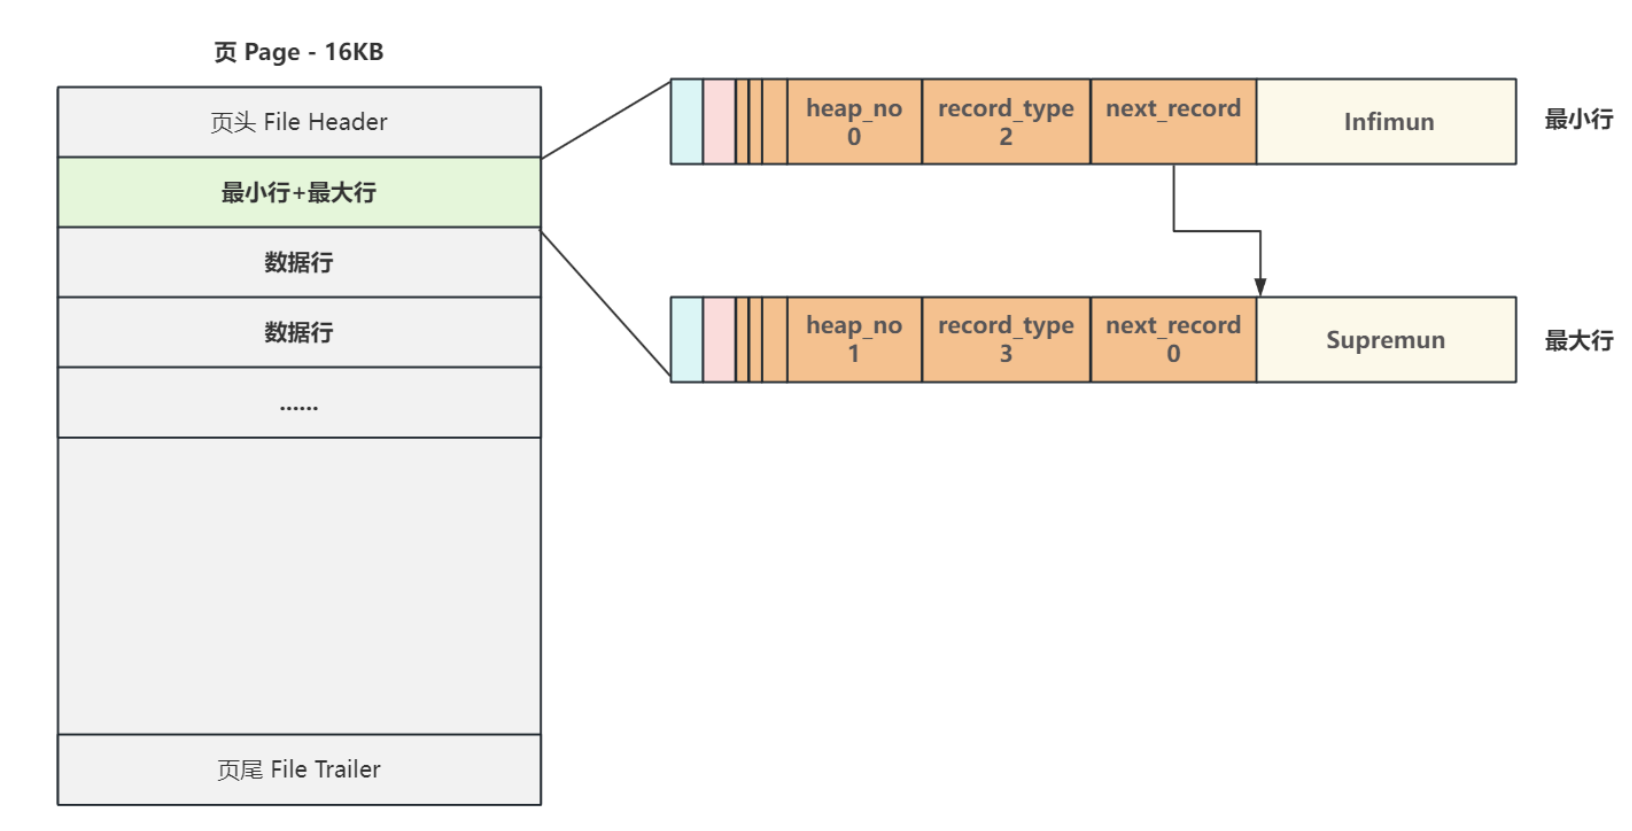 页 Page - 16KB
页头 File Header
最小行+最大行
数据行
数据行
......
页尾 File Trailer
heap_no
0
record_type
2
next_record
Infimun
最小行
heap_no
1
record_type
3
next_record
0
Supremun
最大行